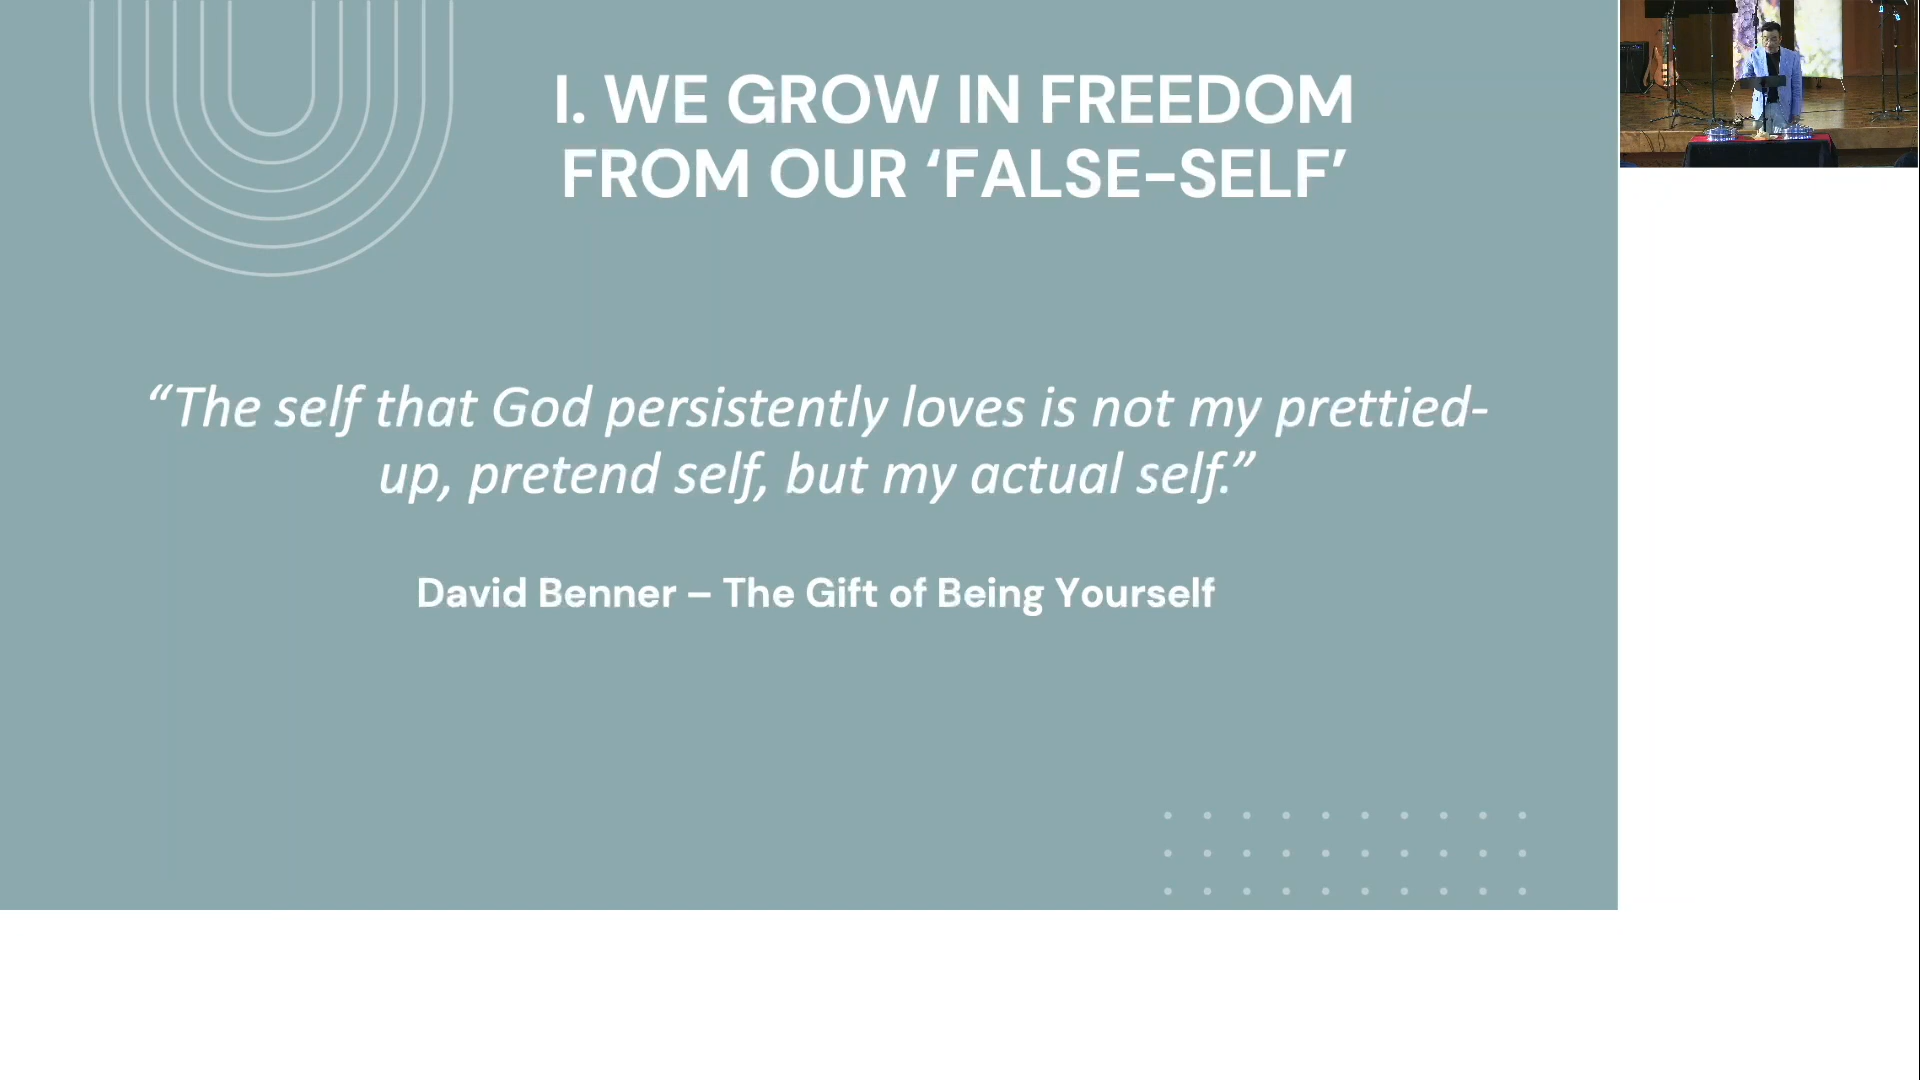 I. WE GROW IN FREEDOM
FROM OUR ‘FALSE-SELF’
“The self that God persistently loves is not my prettied-
up, pretend self, but my actual self.”
David Benner – The Gift of Being Yourself